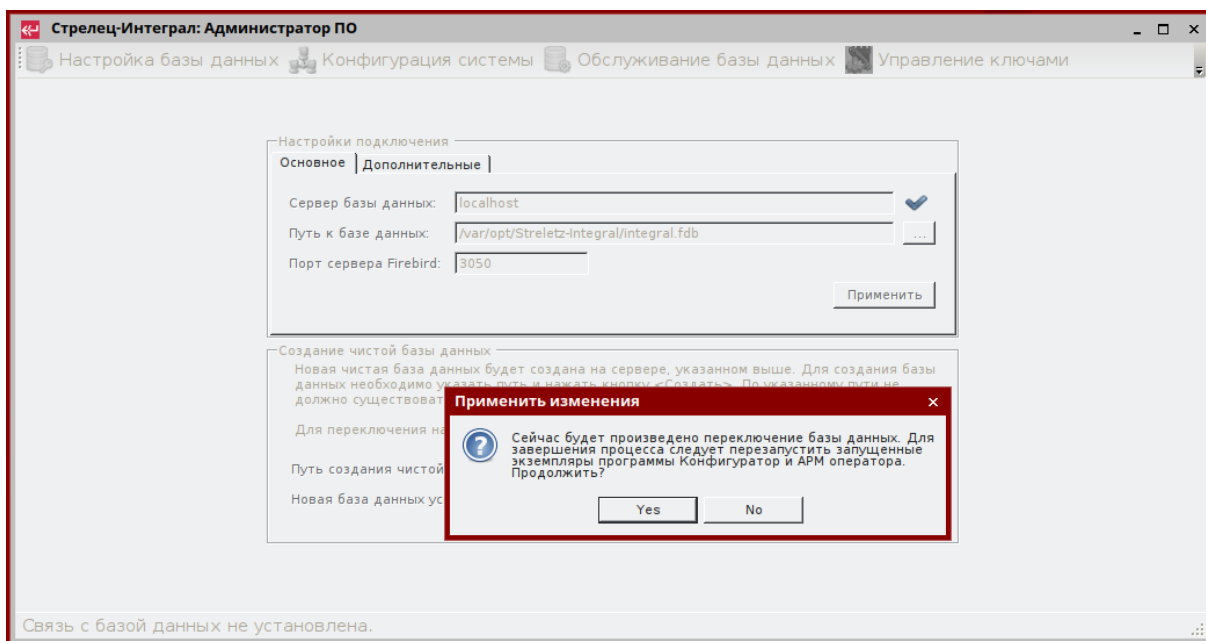 Стрелец-Интеграл: Администратор ПО
Настройка базы данных Конфигурация системы Обслуживание базы данных Управление ключами
Настройки подключения
Основное Дополнительные
Сервер базы данных: localhost
Путь к базе данных: /var/opt/Streletz-Integral/integral.fdb ...
Порт сервера Firebird: 3050
Применить
Создание чистой базы данных
Новая чистая база данных будет создана на сервере, указанном выше. Для создания базы
данных необходимо указать путь и нажать кнопку <Создать>. По указанному пути не
должно существоват
Для переключения на
Путь создания чистой
Новая база данных ус
Применить изменения
Сейчас будет произведено переключение базы данных. Для
завершения процесса следует перезапустить запущенные
экземпляры программы Конфигуратор и АРМ оператора.
Продолжить?
Yes No
Связь с базой данных не установлена.